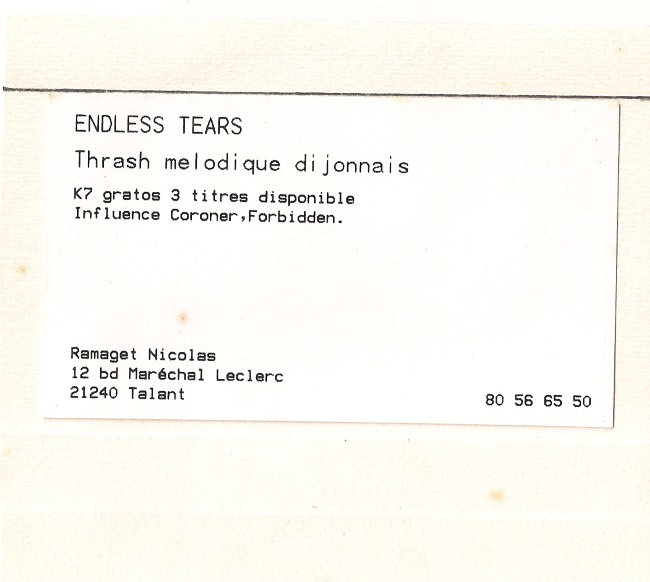 ENDLESS TEARS
Thrash melodique dijonnais
K7 gratos 3 titres disponible
Influence Coroner,Forbidden.
Ramaget Nicolas
12 bd Maréchal Leclerc
21240 Talant
80 56 65 50